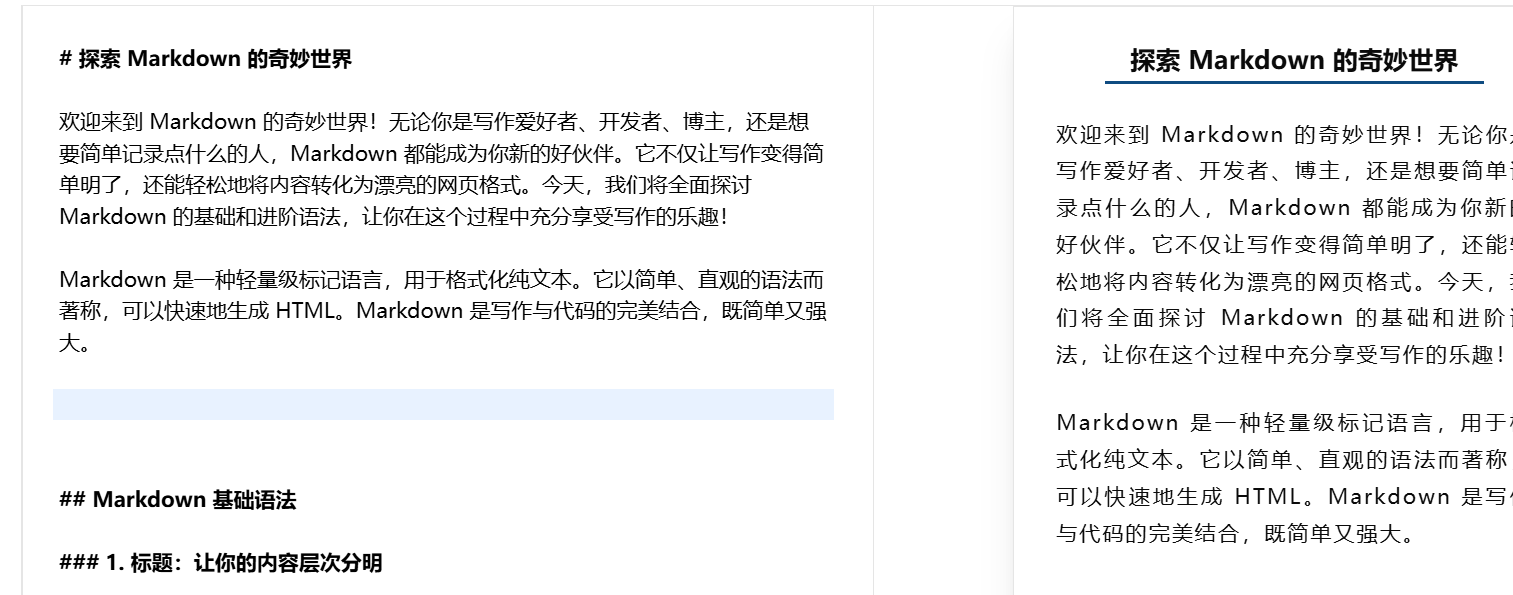 # 探索 Markdown 的奇妙世界
欢迎来到 Markdown 的奇妙世界！无论你是写作爱好者、开发者、博主，还是想
要简单记录点什么的人，Markdown 都能成为你新的好伙伴。它不仅让写作变得简
单明了，还能轻松地将内容转化为漂亮的网页格式。今天，我们将全面探讨
Markdown 的基础和进阶语法，让你在这个过程中充分享受写作的乐趣！
Markdown 是一种轻量级标记语言，用于格式化纯文本。它以简单、直观的语法而
著称，可以快速地生成 HTML。Markdown 是写作与代码的完美结合，既简单又强
大。
## Markdown 基础语法
### 1. 标题：让你的内容层次分明
探索 Markdown 的奇妙世界
欢迎来到 Markdown 的奇妙世界！无论你
写作爱好者、开发者、博主，还是想要简单
录点什么的人，Markdown 都能成为你新
好伙伴。它不仅让写作变得简单明了，还能
松地将内容转化为漂亮的网页格式。今天，
们将全面探讨 Markdown 的基础和进阶
法，让你在这个过程中充分享受写作的乐趣！
Markdown 是一种轻量级标记语言，用于
式化纯文本。它以简单、直观的语法而著称
可以快速地生成 HTML。Markdown 是写
与代码的完美结合，既简单又强大。